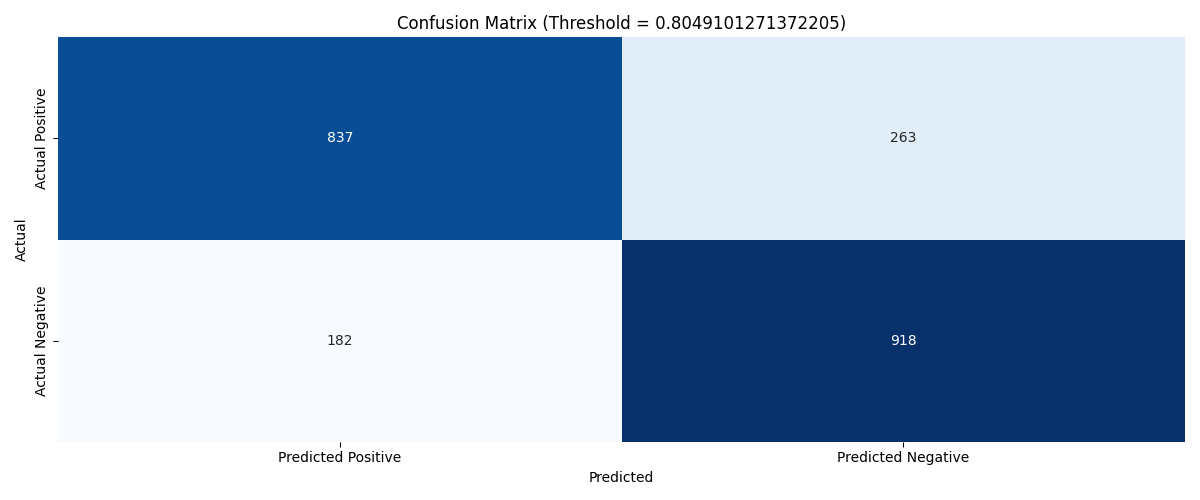 Confusion Matrix (Threshold = 0.8049101271372205)
Actual
Actual Positive
837
263
Actual Negative
182
918
Predicted Positive
Predicted Negative
Predicted